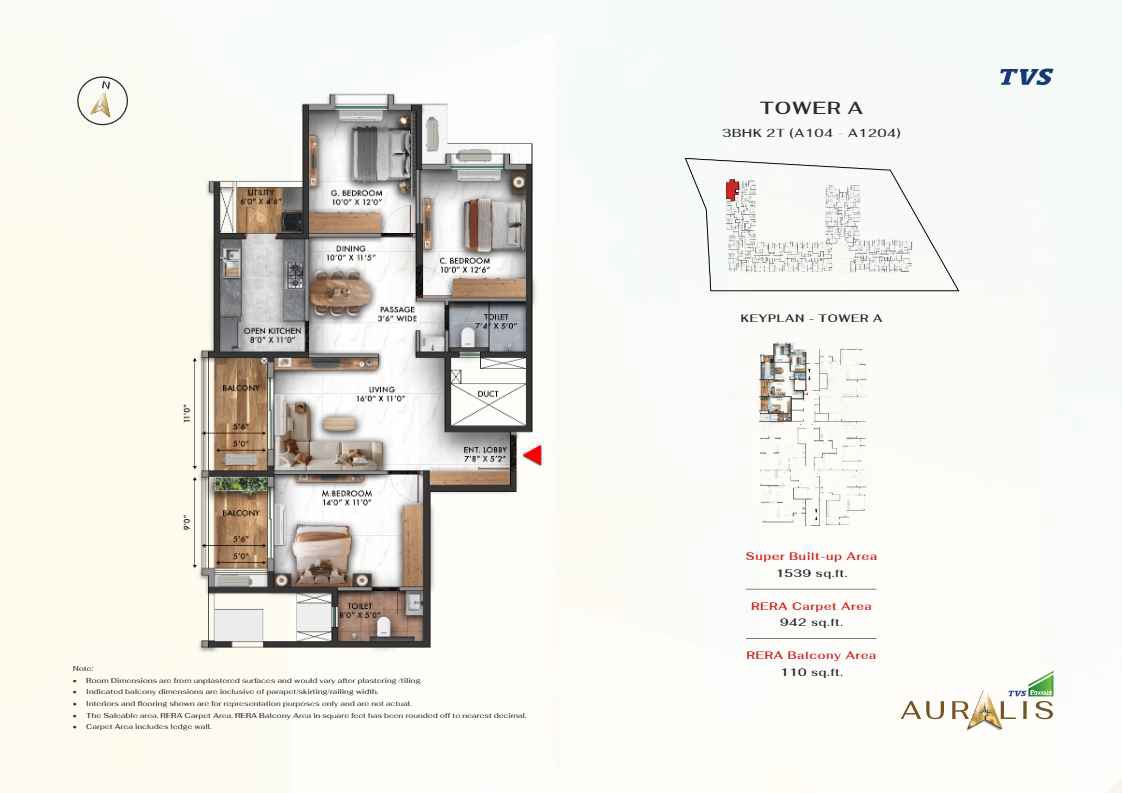 N
TVS
TOWER A
3BHK 2T (A104 - A1204)
UTILITY
6'0" X 4'6"
G. BEDROOM
10'0" X 12'0"
C. BEDROOM
10'0" X 12'6"
DINING
10'0" X 11'5"
PASSAGE
3'6" WIDE
TOILET
7'4" X 5'0"
OPEN KITCHEN
8'0" X 11'0"
BALCONY
11'0"
5'6"
5'0"
LIVING
16'0" X 11'0"
DUCT
ENT. LOBBY
7'8" X 5'2"
M.BEDROOM
14'0" X 11'0"
BALCONY
9'0"
5'6"
5'0"
TOILET
8'0" X 5'0"
KEYPLAN - TOWER A
Super Built-up Area
1539 sq.ft.
RERA Carpet Area
942 sq.ft.
RERA Balcony Area
110 sq.ft.
Note:
• Room Dimensions are from unplastered surfaces and would vary after plastering /tiling.
• Indicated balcony dimensions are inclusive of parapet/skirting/railing width.
• Interiors and flooring shown are for representation purposes only and are not actual.
• The Saleable area, RERA Carpet Area, RERA Balcony Area in square feet has been rounded off to nearest decimal.
• Carpet Area includes ledge wall.
TVS Emerald
AURALIS